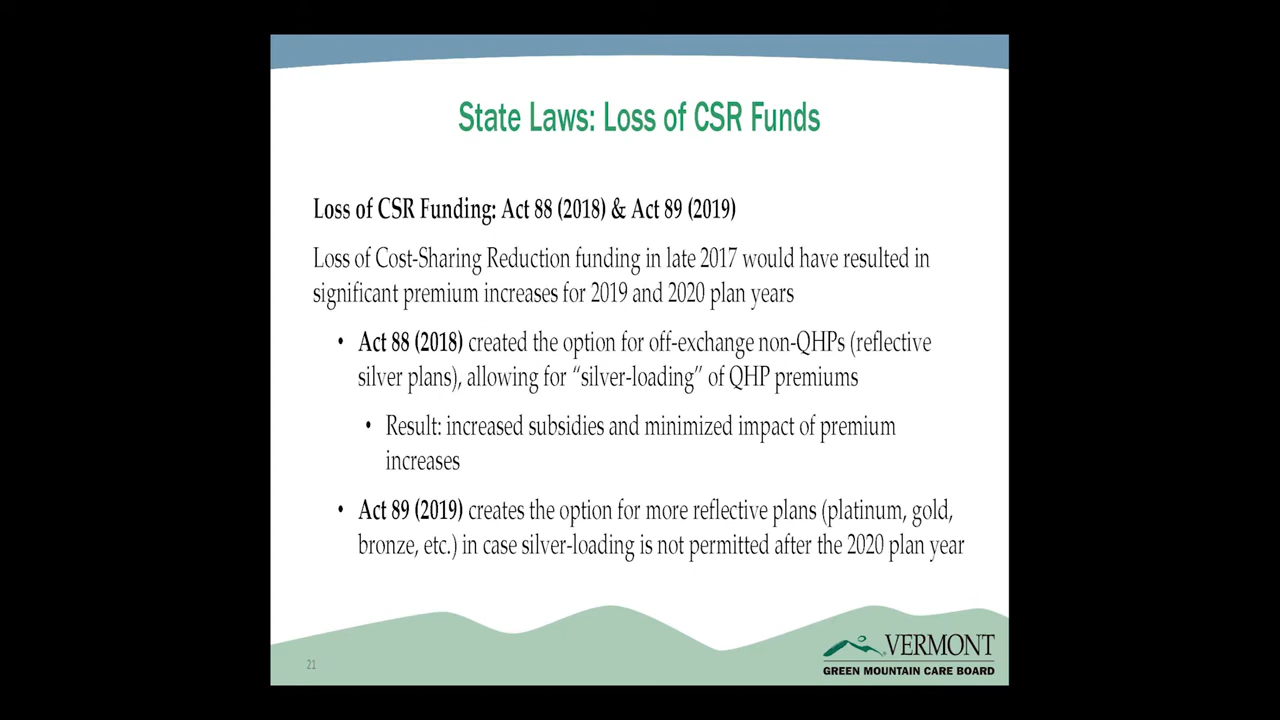 State Laws: Loss of CSR Funds
Loss of CSR Funding: Act 88 (2018) & Act 89 (2019)
Loss of Cost-Sharing Reduction funding in late 2017 would have resulted in
significant premium increases for 2019 and 2020 plan years
• Act 88 (2018) created the option for off-exchange non-QHPs (reflective
silver plans), allowing for “silver-loading” of QHP premiums
• Result: increased subsidies and minimized impact of premium
increases
• Act 89 (2019) creates the option for more reflective plans (platinum, gold,
bronze, etc.) in case silver-loading is not permitted after the 2020 plan year
21
VERMONT
GREEN MOUNTAIN CARE BOARD